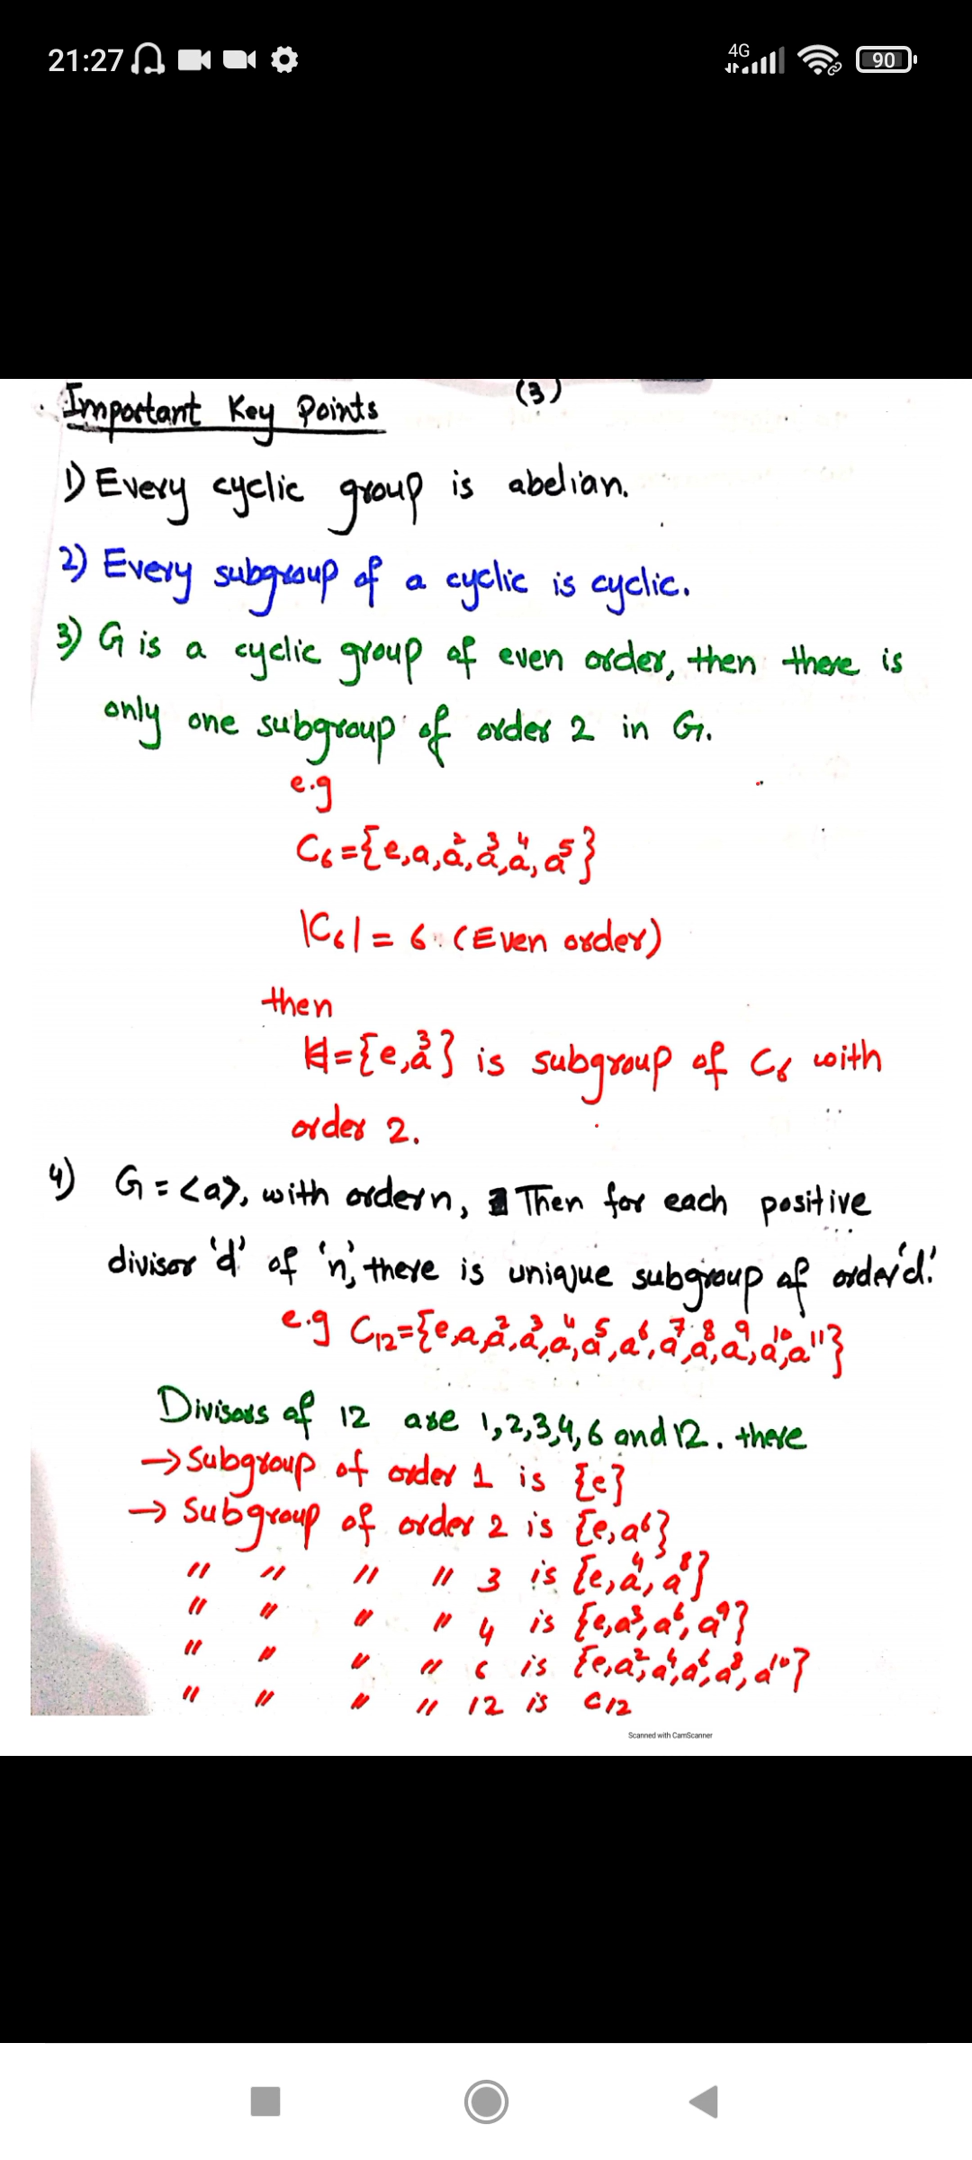 21:27
4G
90
(3)
Important Key Points
1) Every cyclic group is abelian.
2) Every subgroup of a cyclic is cyclic.
3) G is a cyclic group of even order, then there is
only one subgroup of order 2 in G.
e.g
C₆={e,a,a²,a³,a⁴,a⁵}
|C₆| = 6 (Even order)
then
H={e,a³} is subgroup of C₆ with
order 2.
4) G = <a>, with order n, Then for each positive
divisor 'd' of 'n', there is unique subgroup of order 'd'.
e.g C₁₂={e,a,a²,a³,a⁴,a⁵,a⁶,a⁷,a⁸,a⁹,a¹⁰,a¹¹}
Divisors of 12 are 1,2,3,4,6 and 12. there
→ Subgroup of order 1 is {e}
→ Subgroup of order 2 is {e,a⁶}
" " " " 3 is {e,a⁴,a⁸}
" " " " 4 is {e,a³,a⁶,a⁹}
" " " " 6 is {e,a²,a⁴,a⁶,a⁸,a¹⁰}
" " " " 12 is C12
Scanned with CamScanner